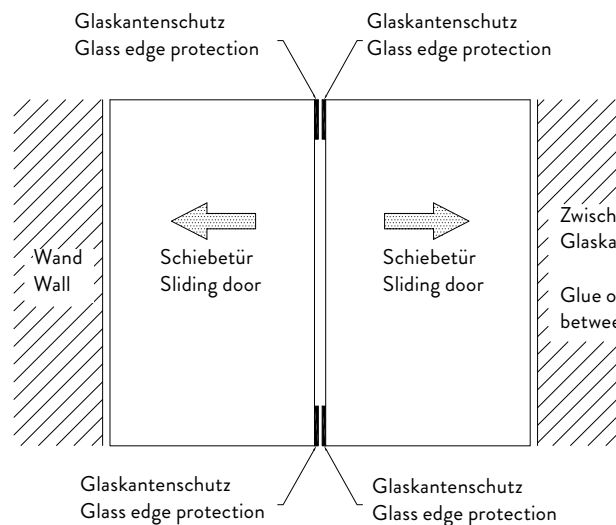 Glaskantenschutz
Glass edge protection
Glaskantenschutz
Glass edge protection
Wand
Wall
Schiebetür
Sliding door
Schiebetür
Sliding door
Glue
Glaskantenschutz
Glass edge protection
Glaskantenschutz
Glass edge protection